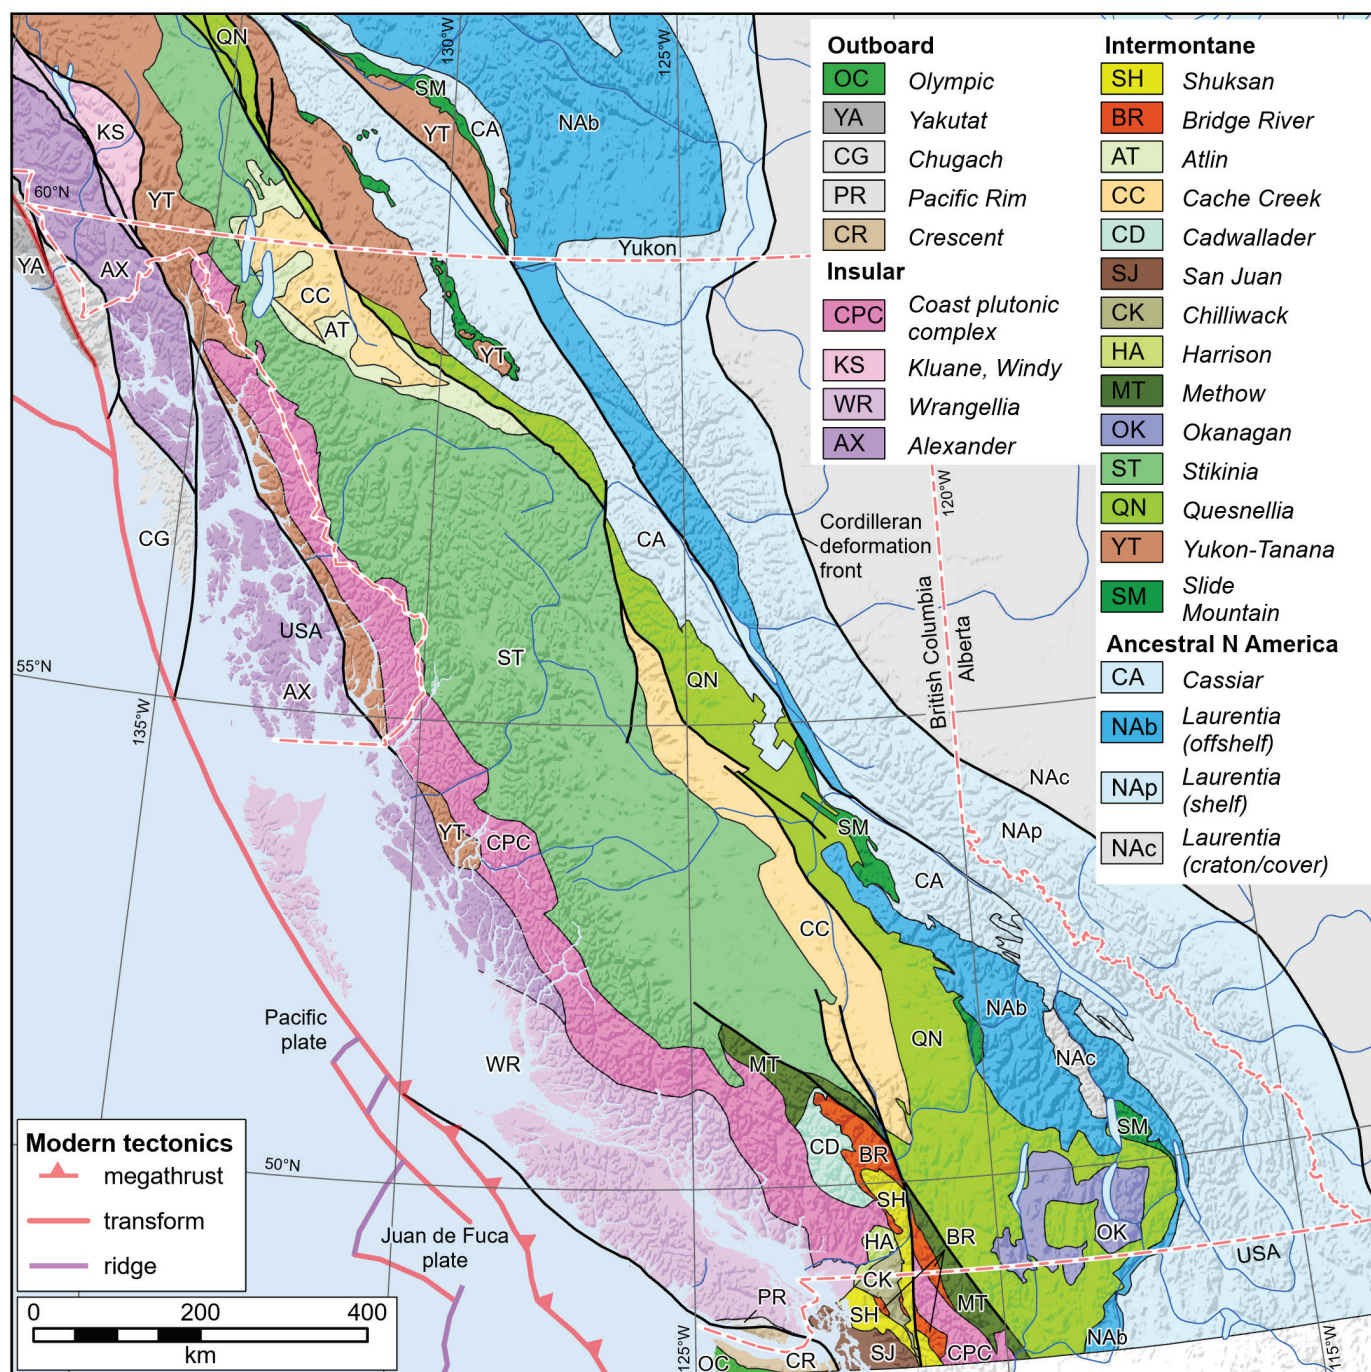 Outboard
OC Olympic
YA Yakutat
CG Chugach
PR Pacific Rim
CR Crescent
Insular
CPC Coast plutonic
complex
KS Kluane, Windy
WR Wrangellia
AX Alexander
Intermontane
SH Shuksan
BR Bridge River
AT Atlin
CC Cache Creek
CD Cadwallader
SJ San Juan
CK Chilliwack
HA Harrison
MT Methow
OK Okanagan
ST Stikinia
QN Quesnellia
YT Yukon-Tanana
SM Slide
Mountain
Ancestral N America
CA Cassiar
NAb Laurentia
(offshelf)
NAp Laurentia
(shelf)
NAc Laurentia
(craton/cover)
QN
130°W
125°W
SM
CA
NAb
YT
KS
60°N
YT
Yukon
YA
AX
CC
AT
YT
120°W
Cordilleran
deformation
front
CG
CA
British Columbia
Alberta
USA
ST
55°N
AX
QN
135°W
NAc
NAp
YT
CPC
SM
CA
CC
Pacific
plate
NAb
QN
WR
MT
NAc
SM
CD
BR
50°N
SH
HA
BR
OK
USA
Juan de Fuca
plate
CK
PR
SH
MT
NAb
125°W
OC
CR
SJ
CPC
115°W
Modern tectonics
megathrust
transform
ridge
0 200 400
km